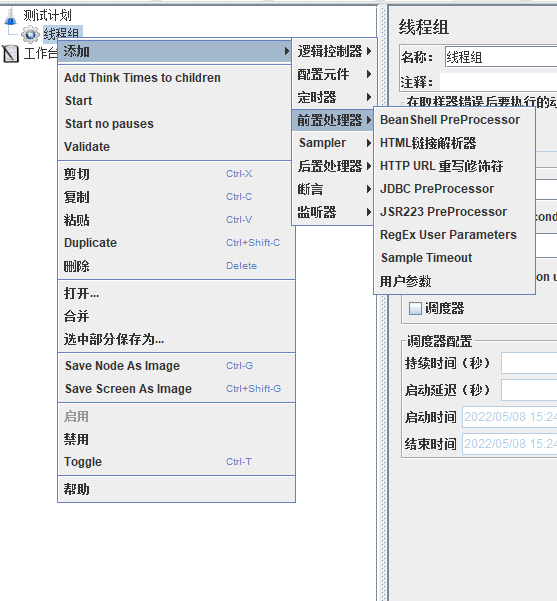 测试计划
线程组
工作台
添加
Add Think Times to children
Start
Start no pauses
Validate
剪切 Ctrl-X
复制 Ctrl-C
粘贴 Ctrl-V
Duplicate Ctrl+Shift-C
删除 Delete
打开...
合并
选中部分保存为...
Save Node As Image Ctrl-G
Save Screen As Image Ctrl+Shift-G
启用
禁用
Toggle Ctrl-T
帮助
逻辑控制器
配置元件
定时器
前置处理器
Sampler
后置处理器
断言
监听器
BeanShell PreProcessor
HTML链接解析器
HTTP URL 重写修饰符
JDBC PreProcessor
JSR223 PreProcessor
RegEx User Parameters
Sample Timeout
用户参数
线程组
名称: 线程组
注释:
在取样器错误后要执行的动
cond
on u
调度器
调度器配置
持续时间（秒）
启动延迟（秒）
启动时间 2022/05/08 15:24
结束时间 2022/05/08 15:24